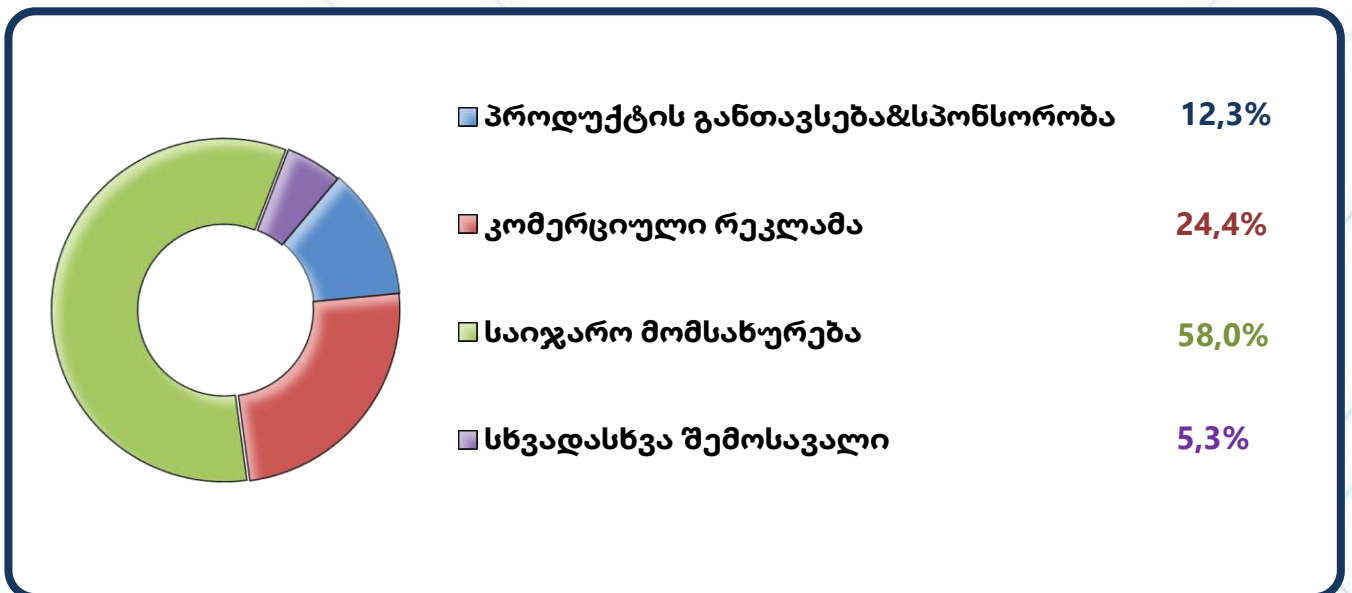 პროდუქტის განთავსება&სპონსორობა 12,3%
კომერციული რეკლამა 24,4%
საიჯარო მომსახურება 58,0%
სხვადასხვა შემოსავალი 5,3%